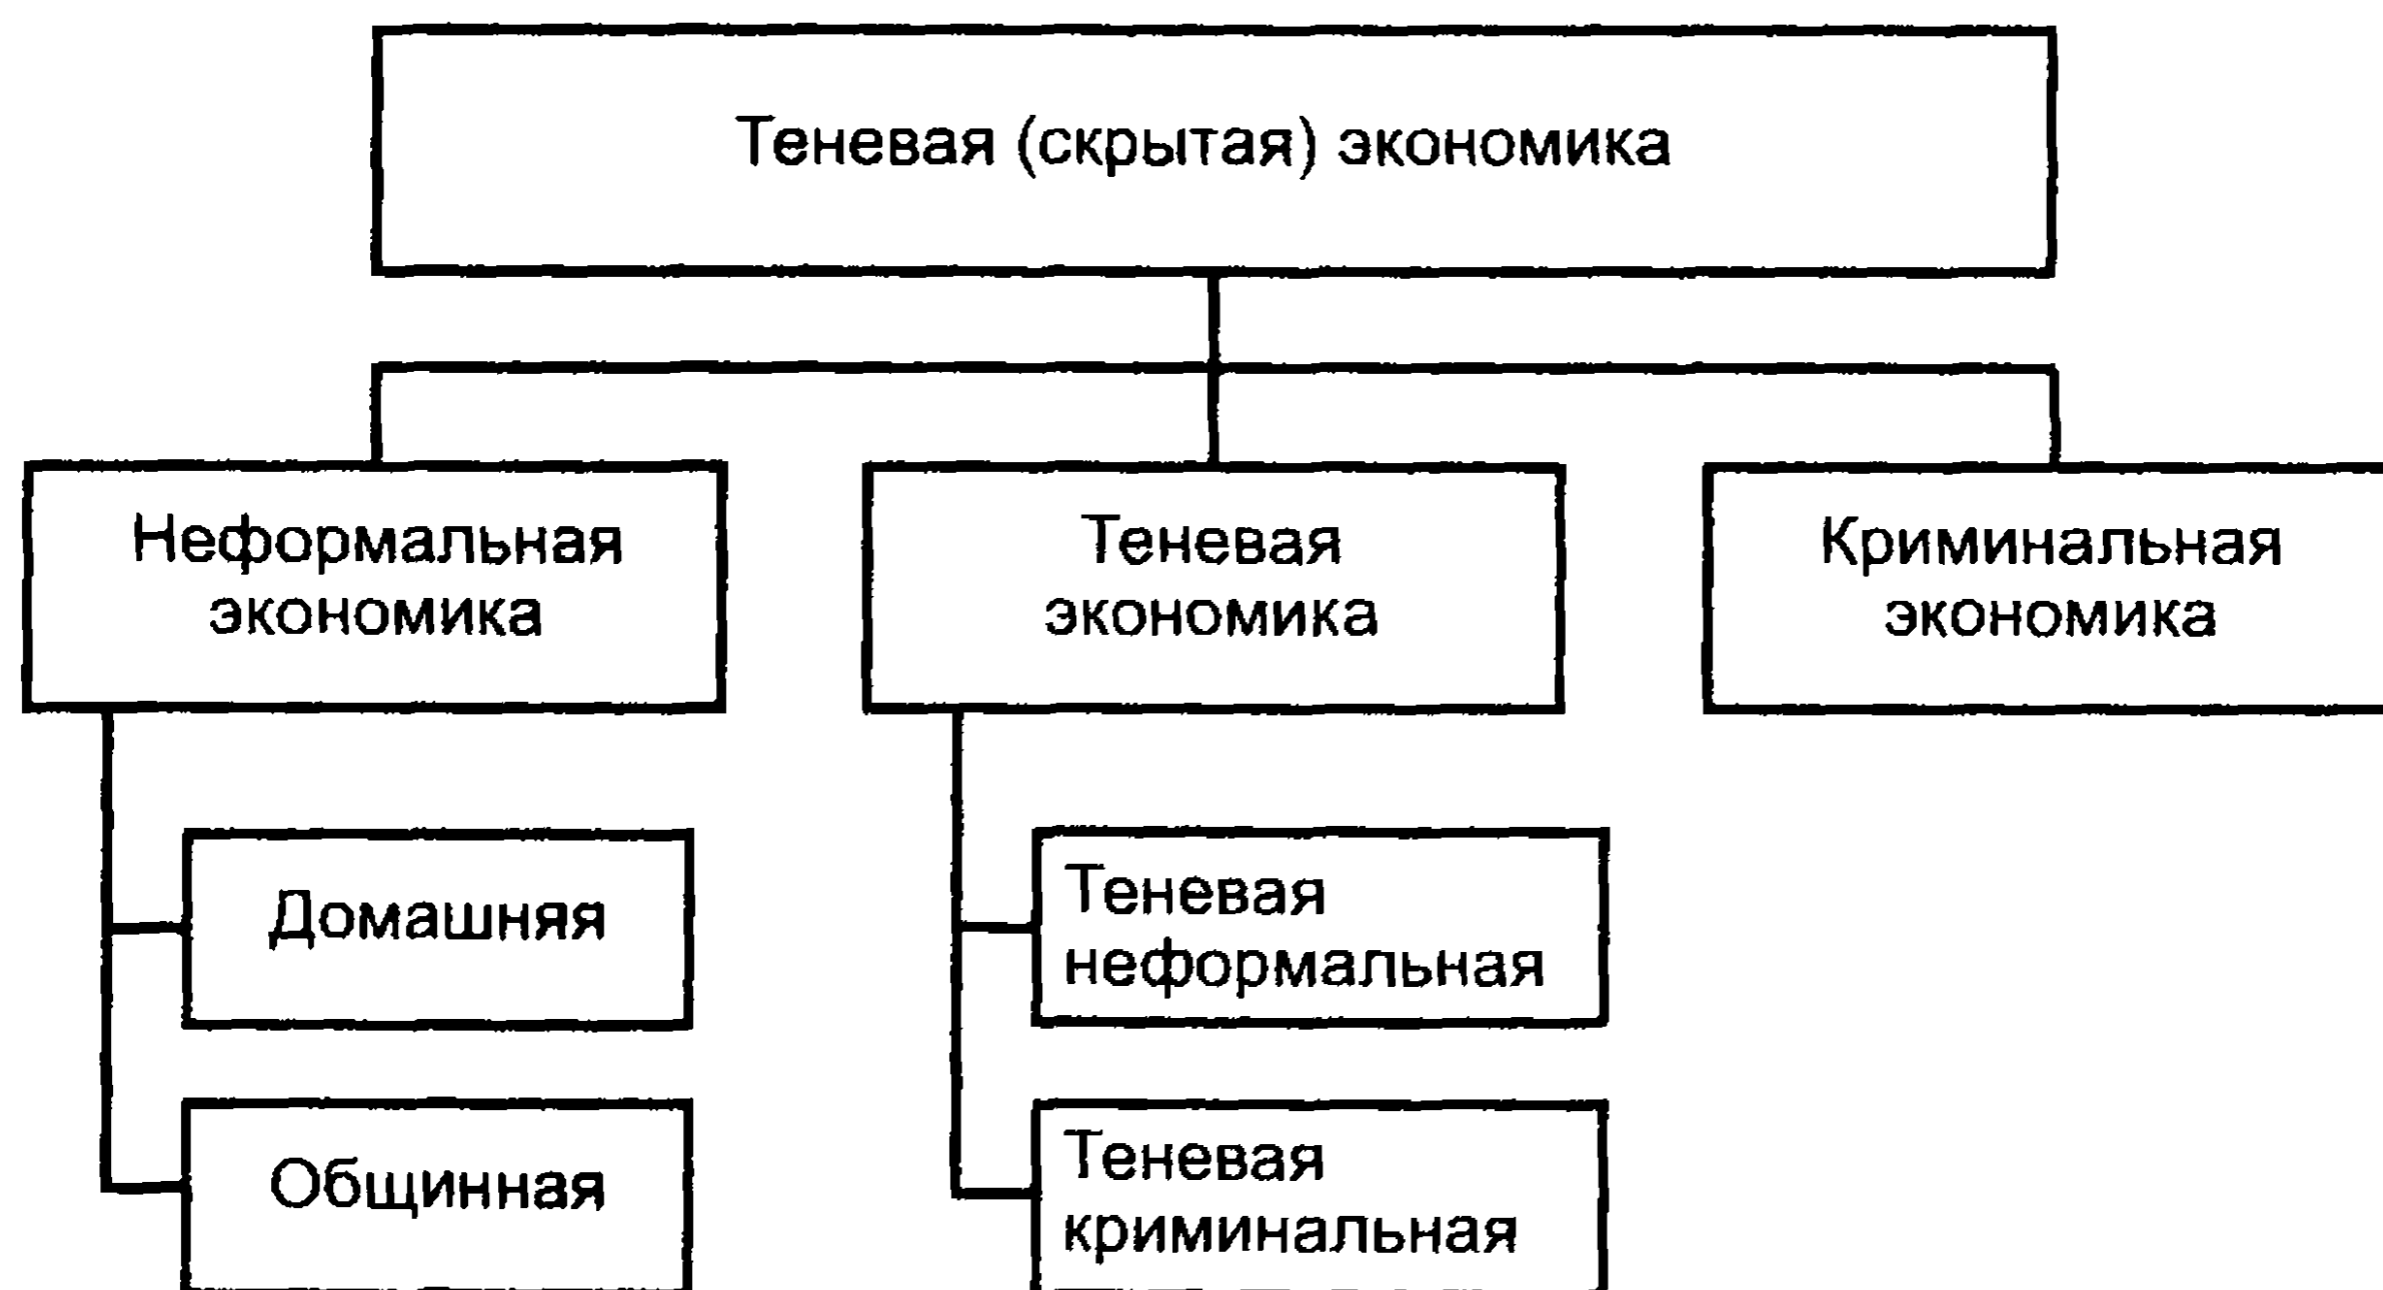 Теневая (скрытая) экономика
Неформальная
экономика
Теневая
экономика
Криминальная
экономика
Домашняя
Общинная
Теневая
неформальная
Теневая
криминальная